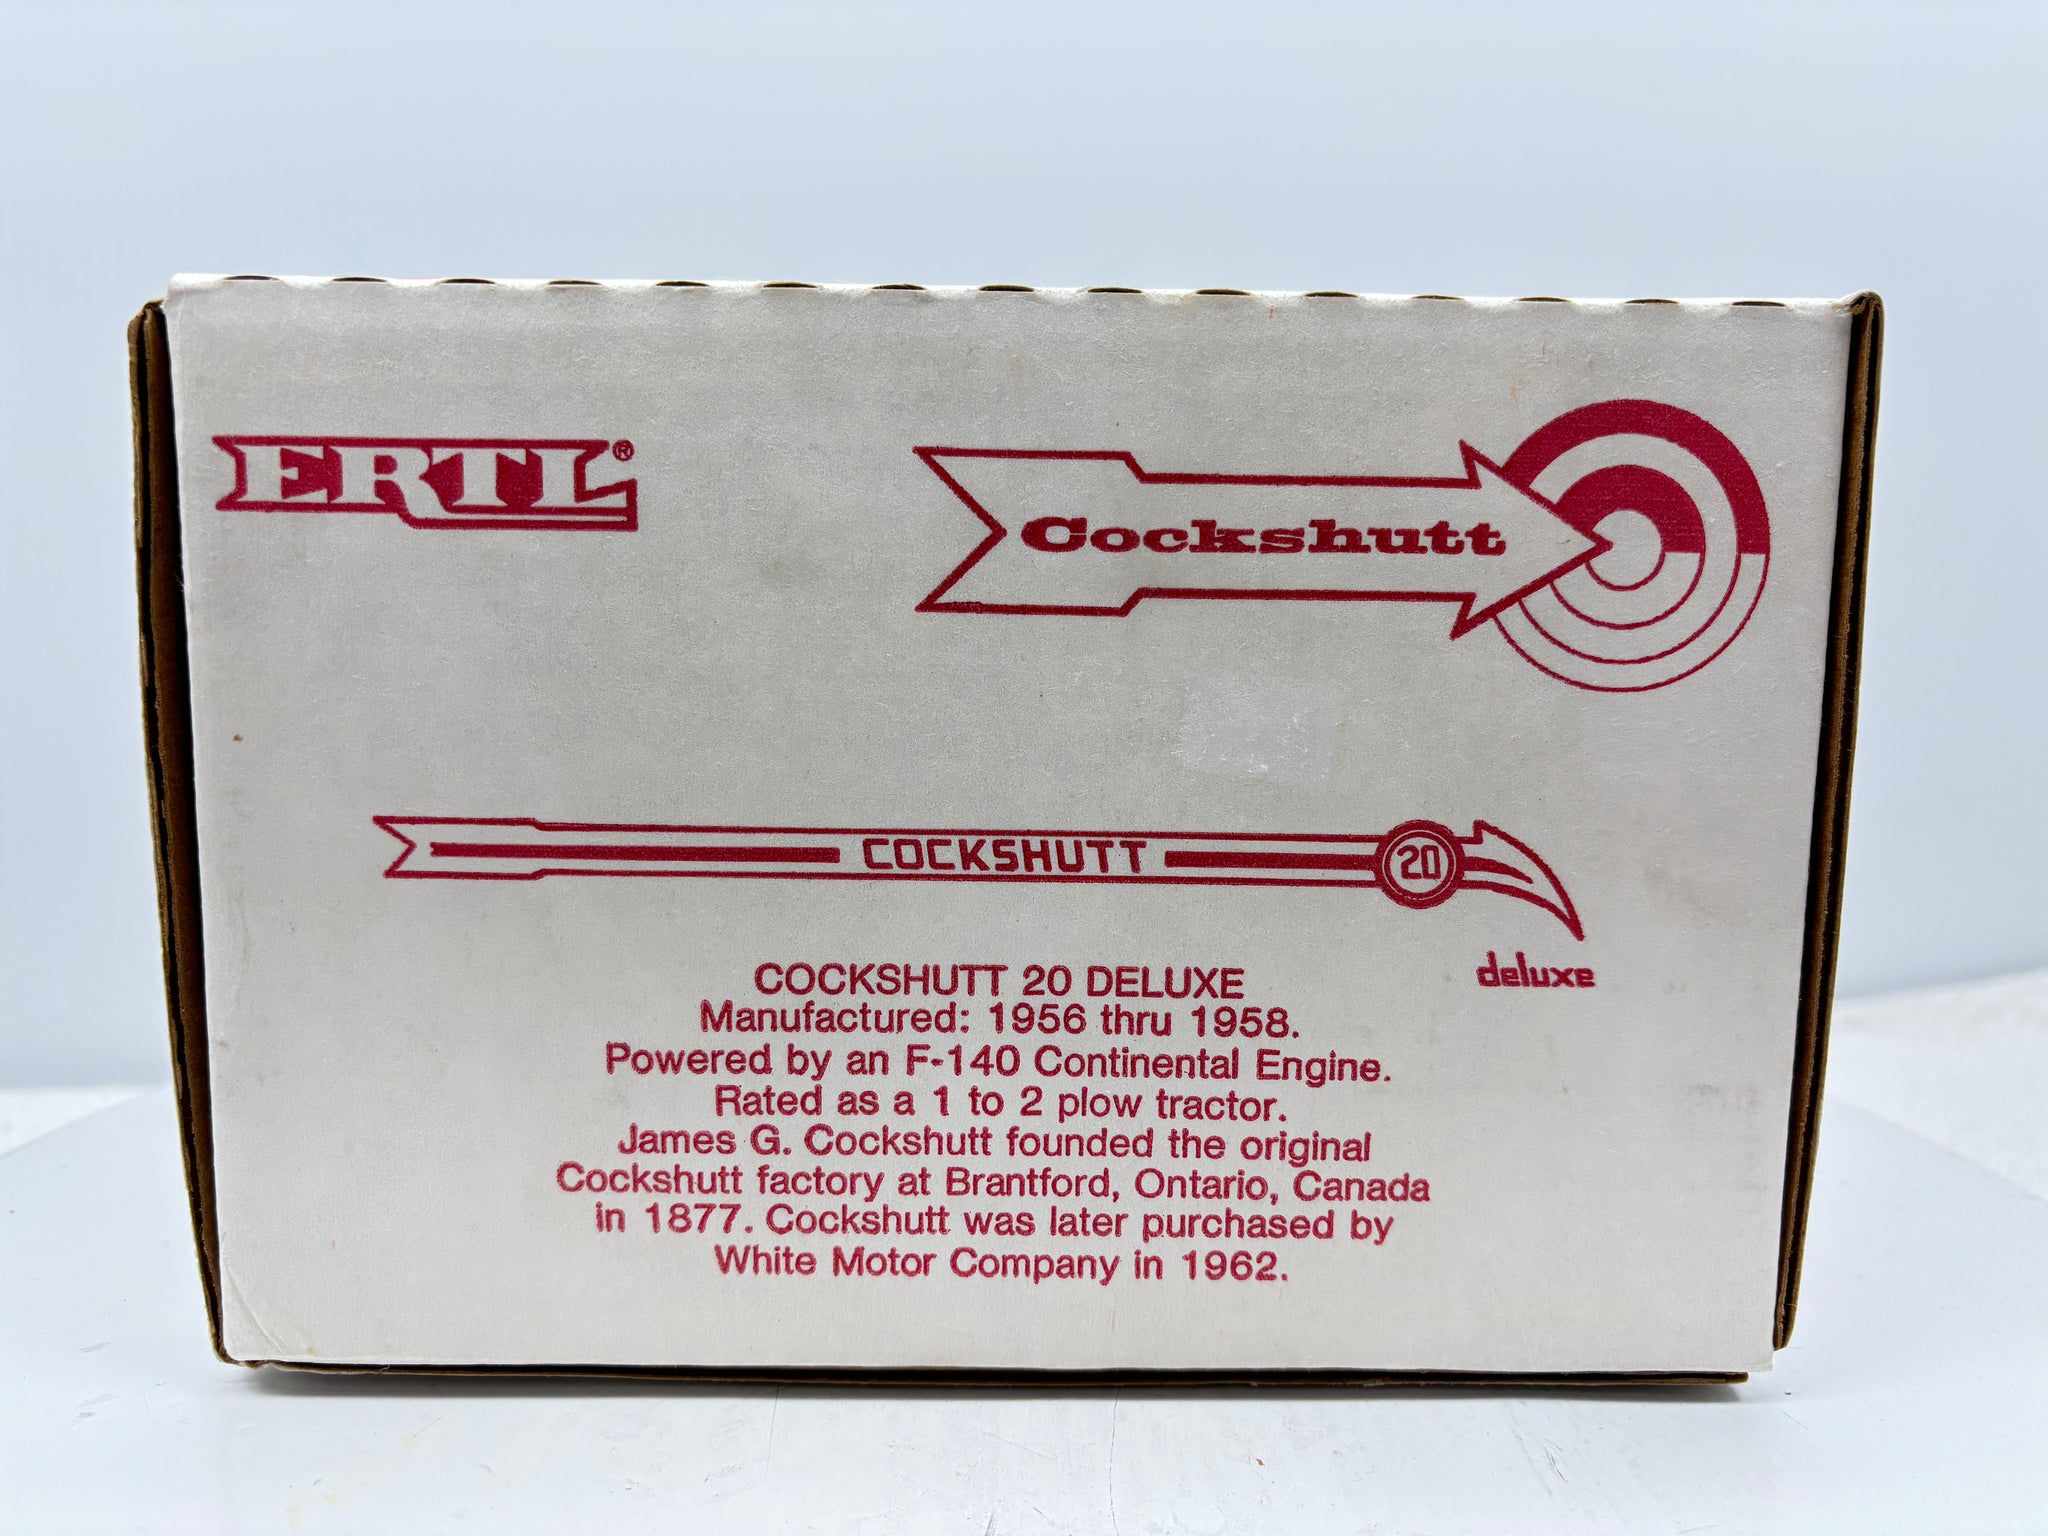 ERTL®
Cockshutt
COCKSHUTT 20
deluxe
COCKSHUTT 20 DELUXE
Manufactured: 1956 thru 1958.
Powered by an F-140 Continental Engine.
Rated as a 1 to 2 plow tractor.
James G. Cockshutt founded the original
Cockshutt factory at Brantford, Ontario, Canada
in 1877. Cockshutt was later purchased by
White Motor Company in 1962.